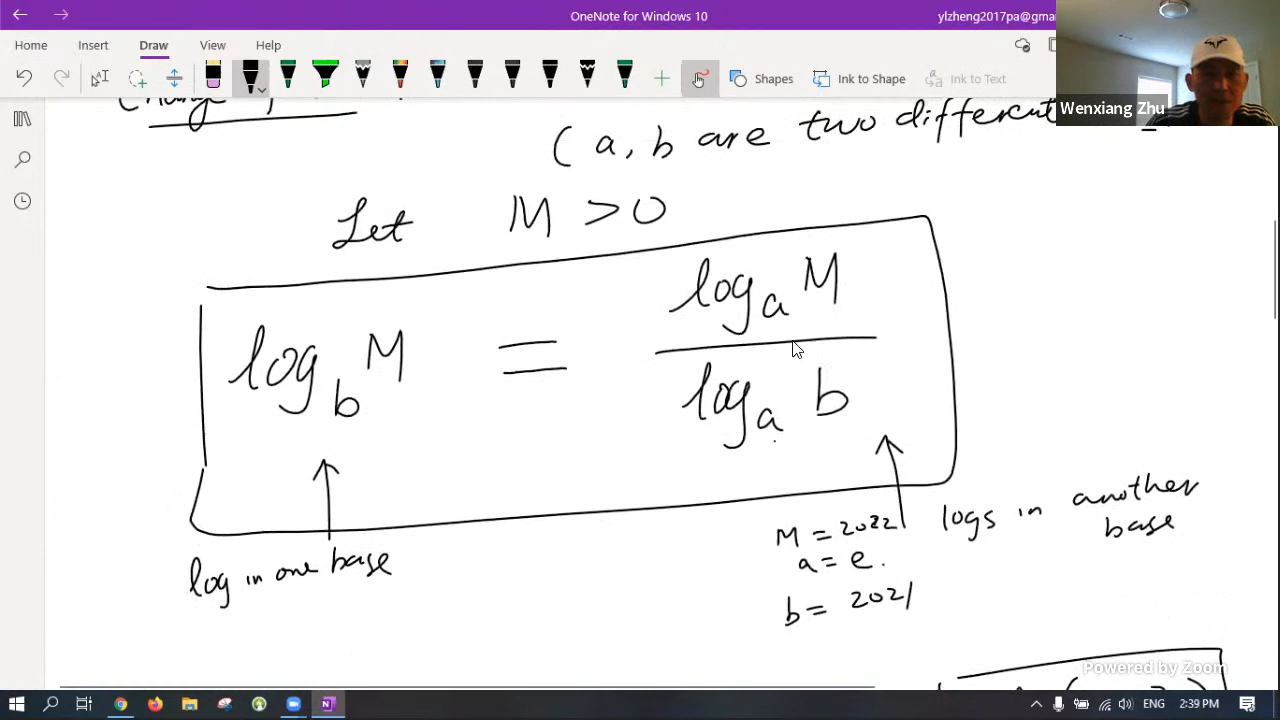 OneNote for Windows 10
ylzheng2017pa@gma
Home Insert Draw View Help
Shapes Ink to Shape Ink to Text
Wenxiang Zhu
Change
( a, b are two different
Let M > 0
log_b M = log_a M / log_a b
log in one base
logs in another base
M = 2022
a = e.
b = 2021
Powered by Zoom
ENG 2:39 PM